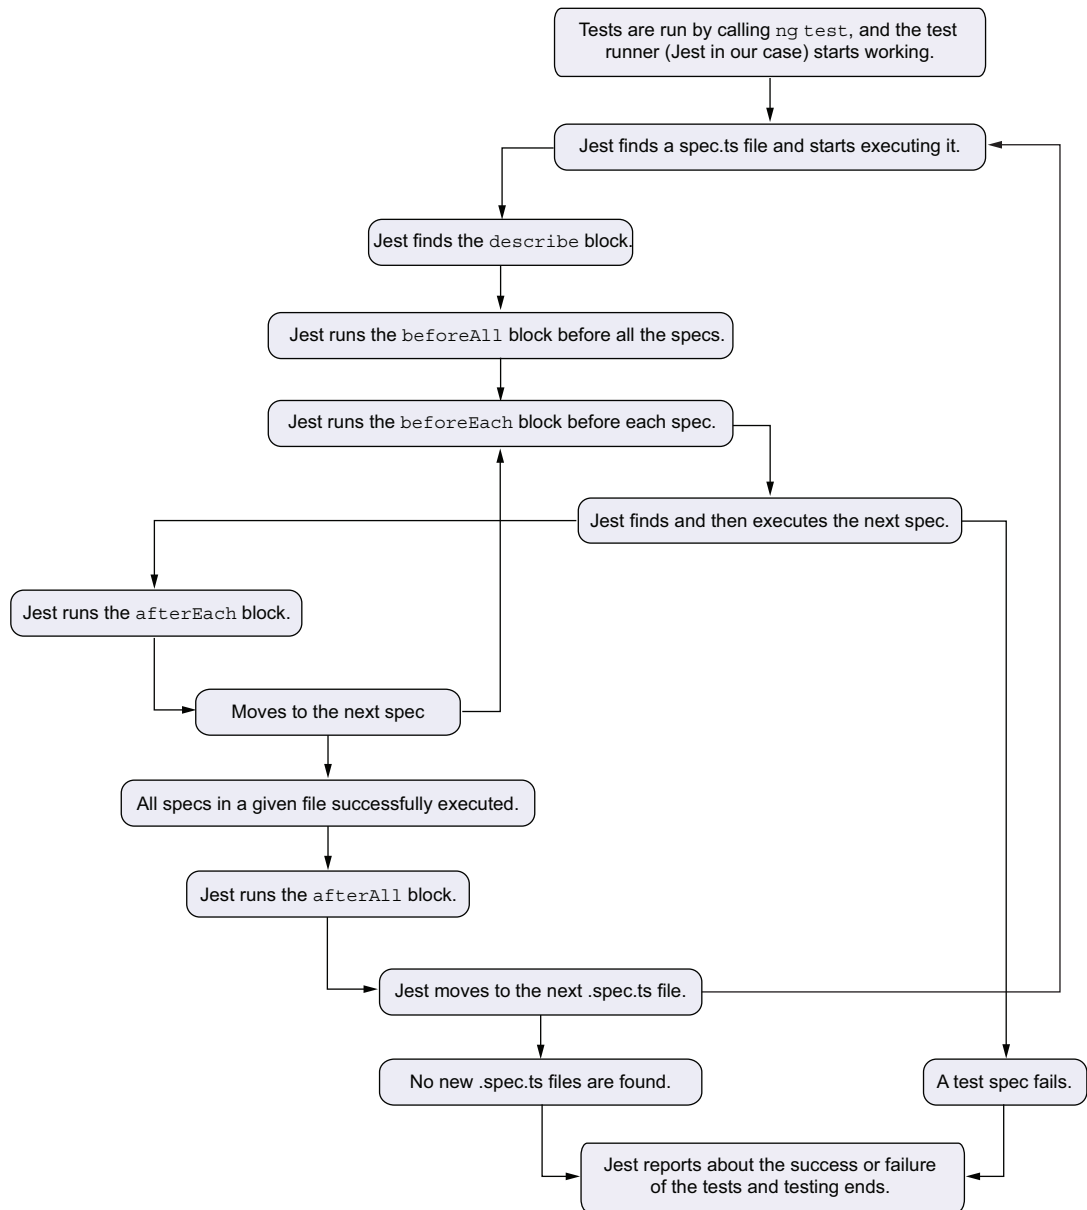 Tests are run by calling ng test, and the test
runner (Jest in our case) starts working.
Jest finds a spec.ts file and starts executing it.
Jest finds the describe block.
Jest runs the beforeAll block before all the specs.
Jest runs the beforeEach block before each spec.
Jest finds and then executes the next spec.
Jest runs the afterEach block.
Moves to the next spec
All specs in a given file successfully executed.
Jest runs the afterAll block.
Jest moves to the next .spec.ts file.
No new .spec.ts files are found.
A test spec fails.
Jest reports about the success or failure
of the tests and testing ends.